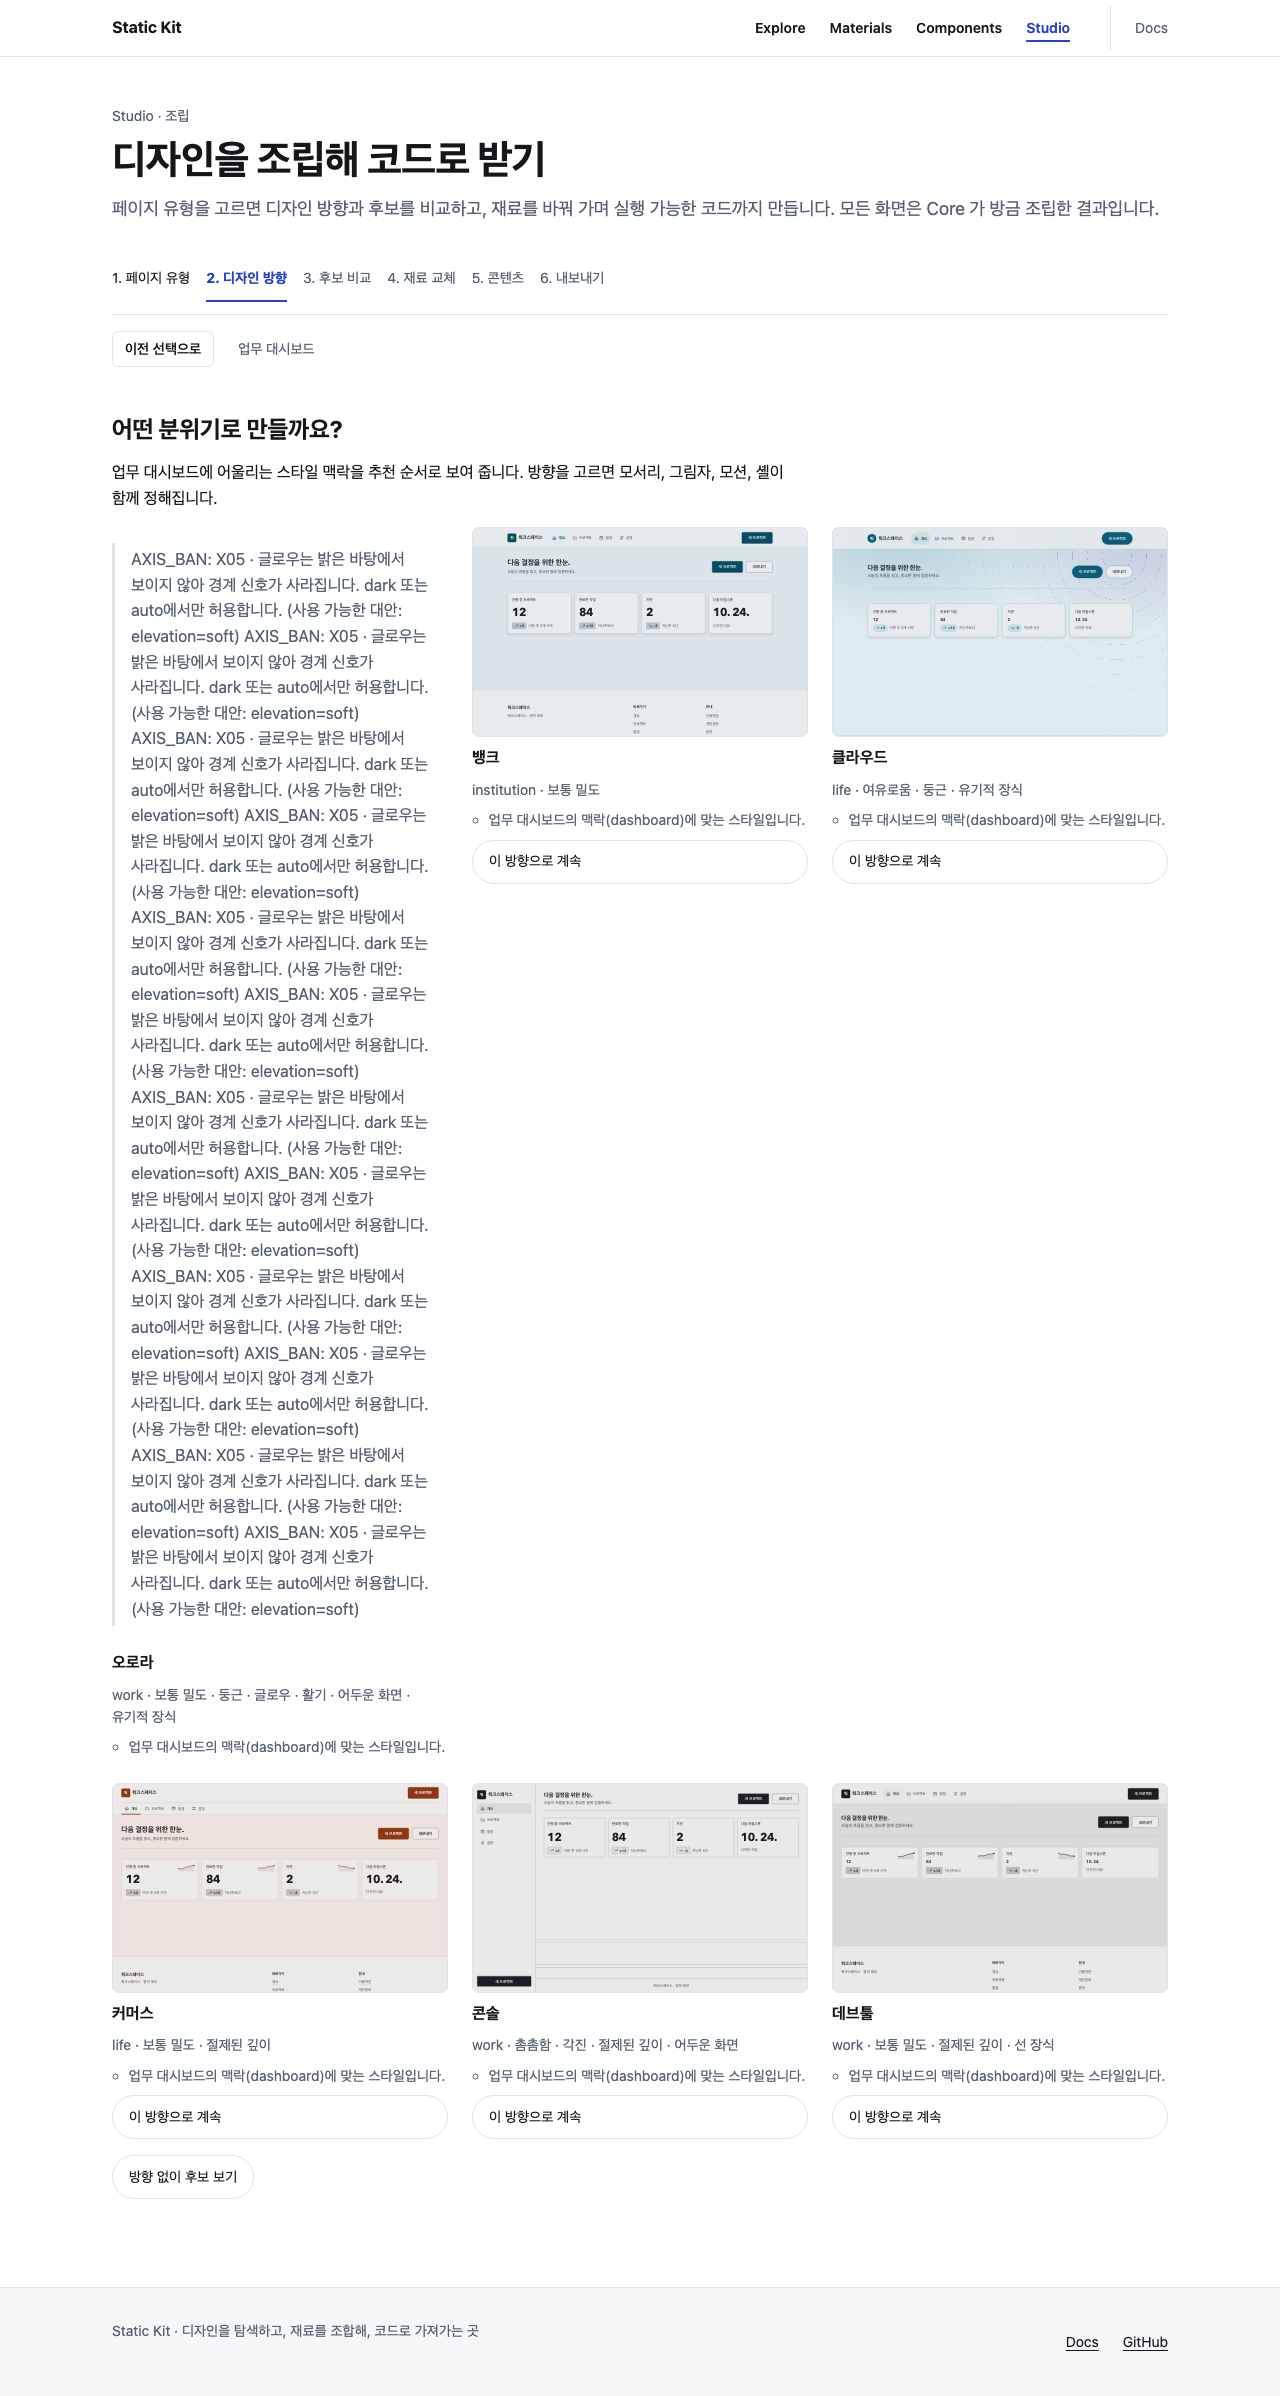 Static Kit
Explore Materials Components Studio Docs
Studio · 조립
디자인을 조립해 코드로 받기
페이지 유형을 고르면 디자인 방향과 후보를 비교하고, 재료를 바꿔 가며 실행 가능한 코드까지 만듭니다. 모든 화면은 Core 가 방금 조립한 결과입니다.
1. 페이지 유형 2. 디자인 방향 3. 후보 비교 4. 재료 교체 5. 콘텐츠 6. 내보내기
이전 선택으로 업무 대시보드
어떤 분위기로 만들까요?
업무 대시보드에 어울리는 스타일 맥락을 추천 순서로 보여 줍니다. 방향을 고르면 모서리, 그림자, 모션, 셸이
함께 정해집니다.
AXIS_BAN: X05 · 글로우는 밝은 바탕에서
보이지 않아 경계 신호가 사라집니다. dark 또는
auto에서만 허용합니다. (사용 가능한 대안:
elevation=soft) AXIS_BAN: X05 · 글로우는
밝은 바탕에서 보이지 않아 경계 신호가
사라집니다. dark 또는 auto에서만 허용합니다.
(사용 가능한 대안: elevation=soft)
AXIS_BAN: X05 · 글로우는 밝은 바탕에서
보이지 않아 경계 신호가 사라집니다. dark 또는
auto에서만 허용합니다. (사용 가능한 대안:
elevation=soft) AXIS_BAN: X05 · 글로우는
밝은 바탕에서 보이지 않아 경계 신호가
사라집니다. dark 또는 auto에서만 허용합니다.
(사용 가능한 대안: elevation=soft)
AXIS_BAN: X05 · 글로우는 밝은 바탕에서
보이지 않아 경계 신호가 사라집니다. dark 또는
auto에서만 허용합니다. (사용 가능한 대안:
elevation=soft) AXIS_BAN: X05 · 글로우는
밝은 바탕에서 보이지 않아 경계 신호가
사라집니다. dark 또는 auto에서만 허용합니다.
(사용 가능한 대안: elevation=soft)
AXIS_BAN: X05 · 글로우는 밝은 바탕에서
보이지 않아 경계 신호가 사라집니다. dark 또는
auto에서만 허용합니다. (사용 가능한 대안:
elevation=soft) AXIS_BAN: X05 · 글로우는
밝은 바탕에서 보이지 않아 경계 신호가
사라집니다. dark 또는 auto에서만 허용합니다.
(사용 가능한 대안: elevation=soft)
AXIS_BAN: X05 · 글로우는 밝은 바탕에서
보이지 않아 경계 신호가 사라집니다. dark 또는
auto에서만 허용합니다. (사용 가능한 대안:
elevation=soft) AXIS_BAN: X05 · 글로우는
밝은 바탕에서 보이지 않아 경계 신호가
사라집니다. dark 또는 auto에서만 허용합니다.
(사용 가능한 대안: elevation=soft)
AXIS_BAN: X05 · 글로우는 밝은 바탕에서
보이지 않아 경계 신호가 사라집니다. dark 또는
auto에서만 허용합니다. (사용 가능한 대안:
elevation=soft) AXIS_BAN: X05 · 글로우는
밝은 바탕에서 보이지 않아 경계 신호가
사라집니다. dark 또는 auto에서만 허용합니다.
(사용 가능한 대안: elevation=soft)
오로라
work · 보통 밀도 · 둥근 · 글로우 · 활기 · 어두운 화면 ·
유기적 장식
업무 대시보드의 맥락(dashboard)에 맞는 스타일입니다.
워크스페이스
다음 결정을 위한 한눈.
12 84 2 10. 24.
뱅크
institution · 보통 밀도
업무 대시보드의 맥락(dashboard)에 맞는 스타일입니다.
이 방향으로 계속
워크스페이스
다음 결정을 위한 한눈.
12 84 2 10. 24.
클라우드
life · 여유로움 · 둥근 · 유기적 장식
업무 대시보드의 맥락(dashboard)에 맞는 스타일입니다.
이 방향으로 계속
워크스페이스
다음 결정을 위한 한눈.
12 84 2 10. 24.
커머스
life · 보통 밀도 · 절제된 깊이
업무 대시보드의 맥락(dashboard)에 맞는 스타일입니다.
이 방향으로 계속
워크스페이스
다음 결정을 위한 한눈.
12 84 2 10. 24.
콘솔
work · 촘촘함 · 각진 · 절제된 깊이 · 어두운 화면
업무 대시보드의 맥락(dashboard)에 맞는 스타일입니다.
이 방향으로 계속
워크스페이스
다음 결정을 위한 한눈.
12 84 2 10. 24.
데브툴
work · 보통 밀도 · 절제된 깊이 · 선 장식
업무 대시보드의 맥락(dashboard)에 맞는 스타일입니다.
이 방향으로 계속
방향 없이 후보 보기
Static Kit · 디자인을 탐색하고, 재료를 조합해, 코드로 가져가는 곳
Docs GitHub